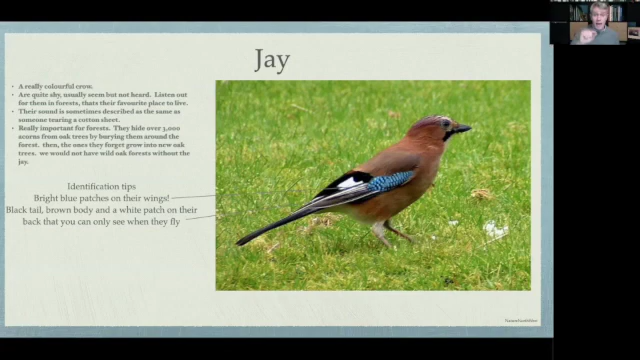 Jay
• A really colourful crow.
• Are quite shy, usually seem but not heard. Listen out
for them in forests, thats their favourite place to live.
• Their sound is sometimes described as the same as
someone tearing a cotton sheet.
• Really important for forests. They hide over 3,000
acorns from oak trees by burying them around the
forest. then, the ones they forget grow into new oak
trees. we would not have wild oak forests without the
jay.
Identification tips
Bright blue patches on their wings!
Black tail, brown body and a white patch on their
back that you can only see when they fly